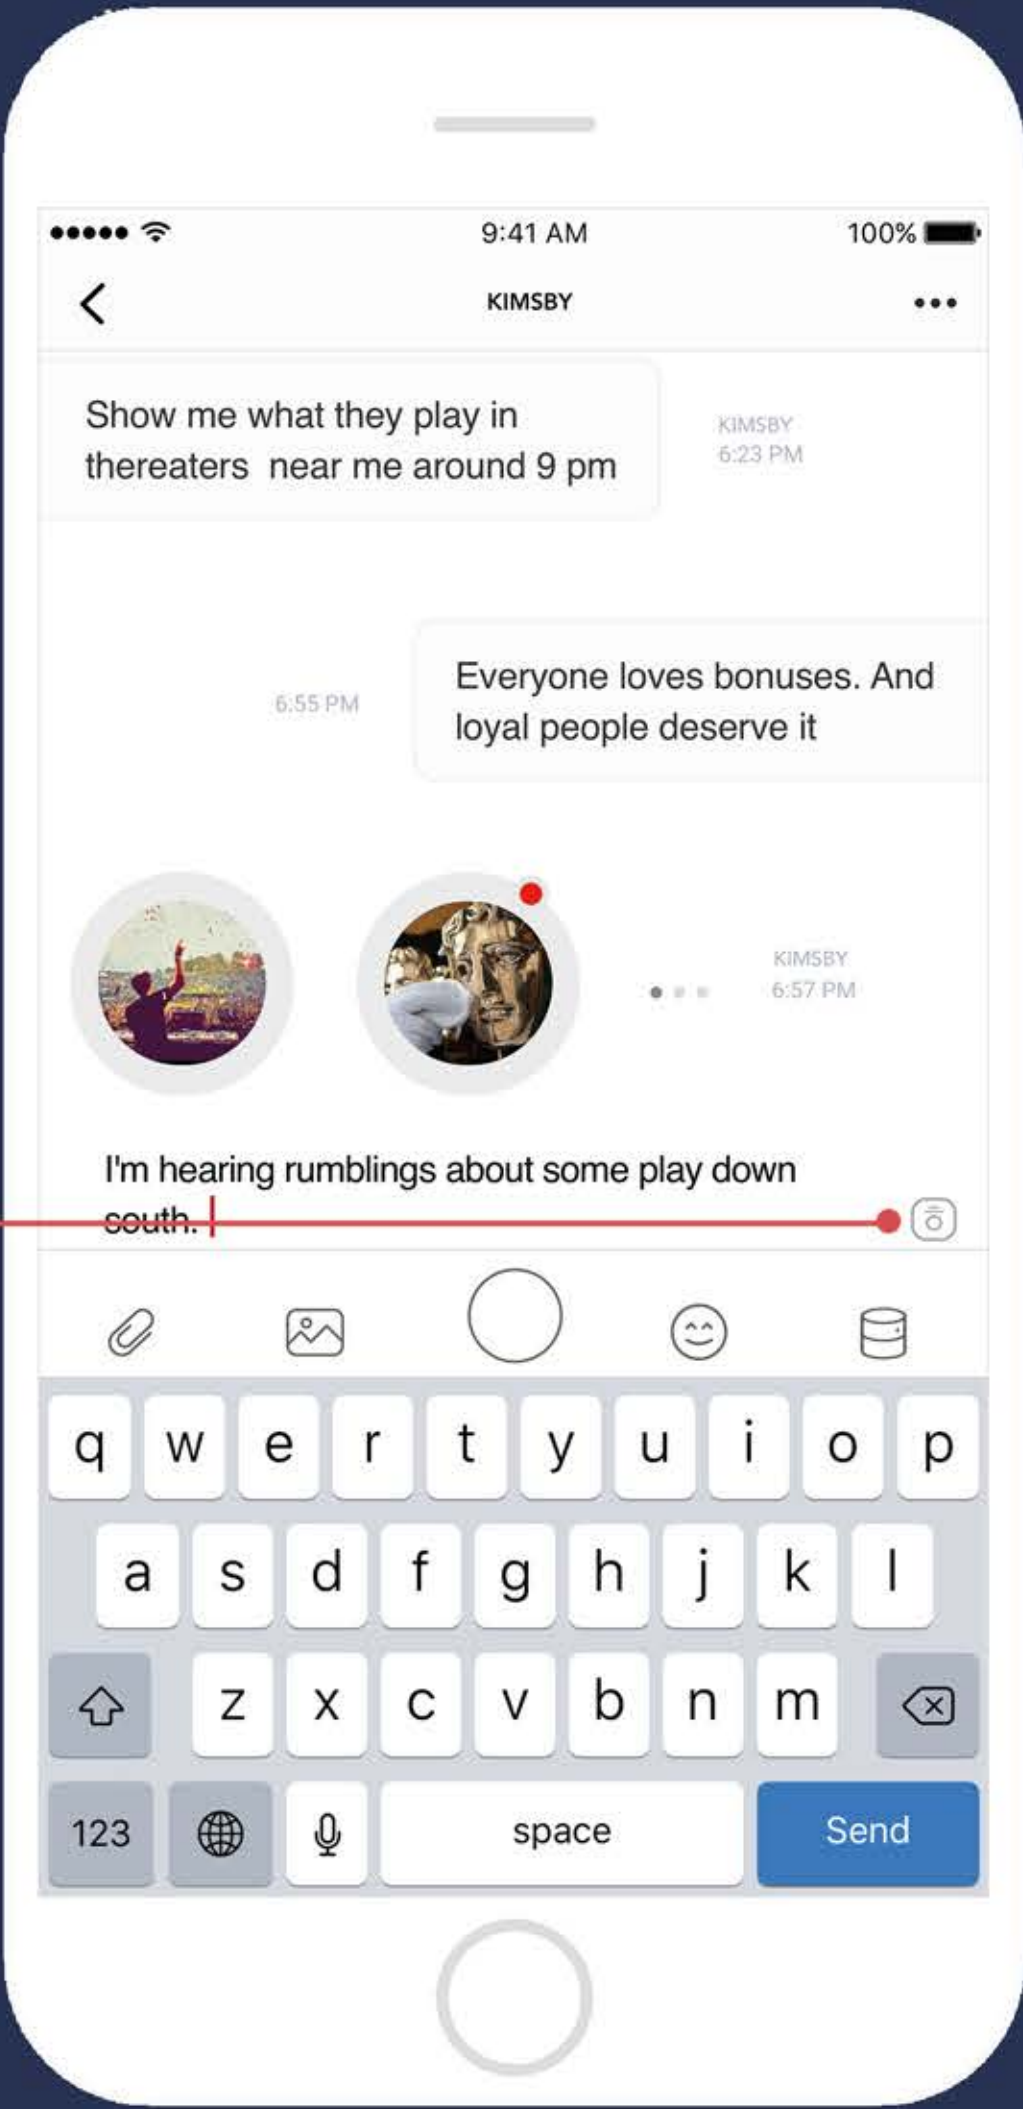 9:41 AM 100%
KIMSBY
Show me what they play in
thereaters near me around 9 pm
KIMSBY
6:23 PM
6:55 PM
Everyone loves bonuses. And
loyal people deserve it
KIMSBY
6:57 PM
I'm hearing rumblings about some play down
south.
q w e r t y u i o p
a s d f g h j k l
z x c v b n m
123 space Send